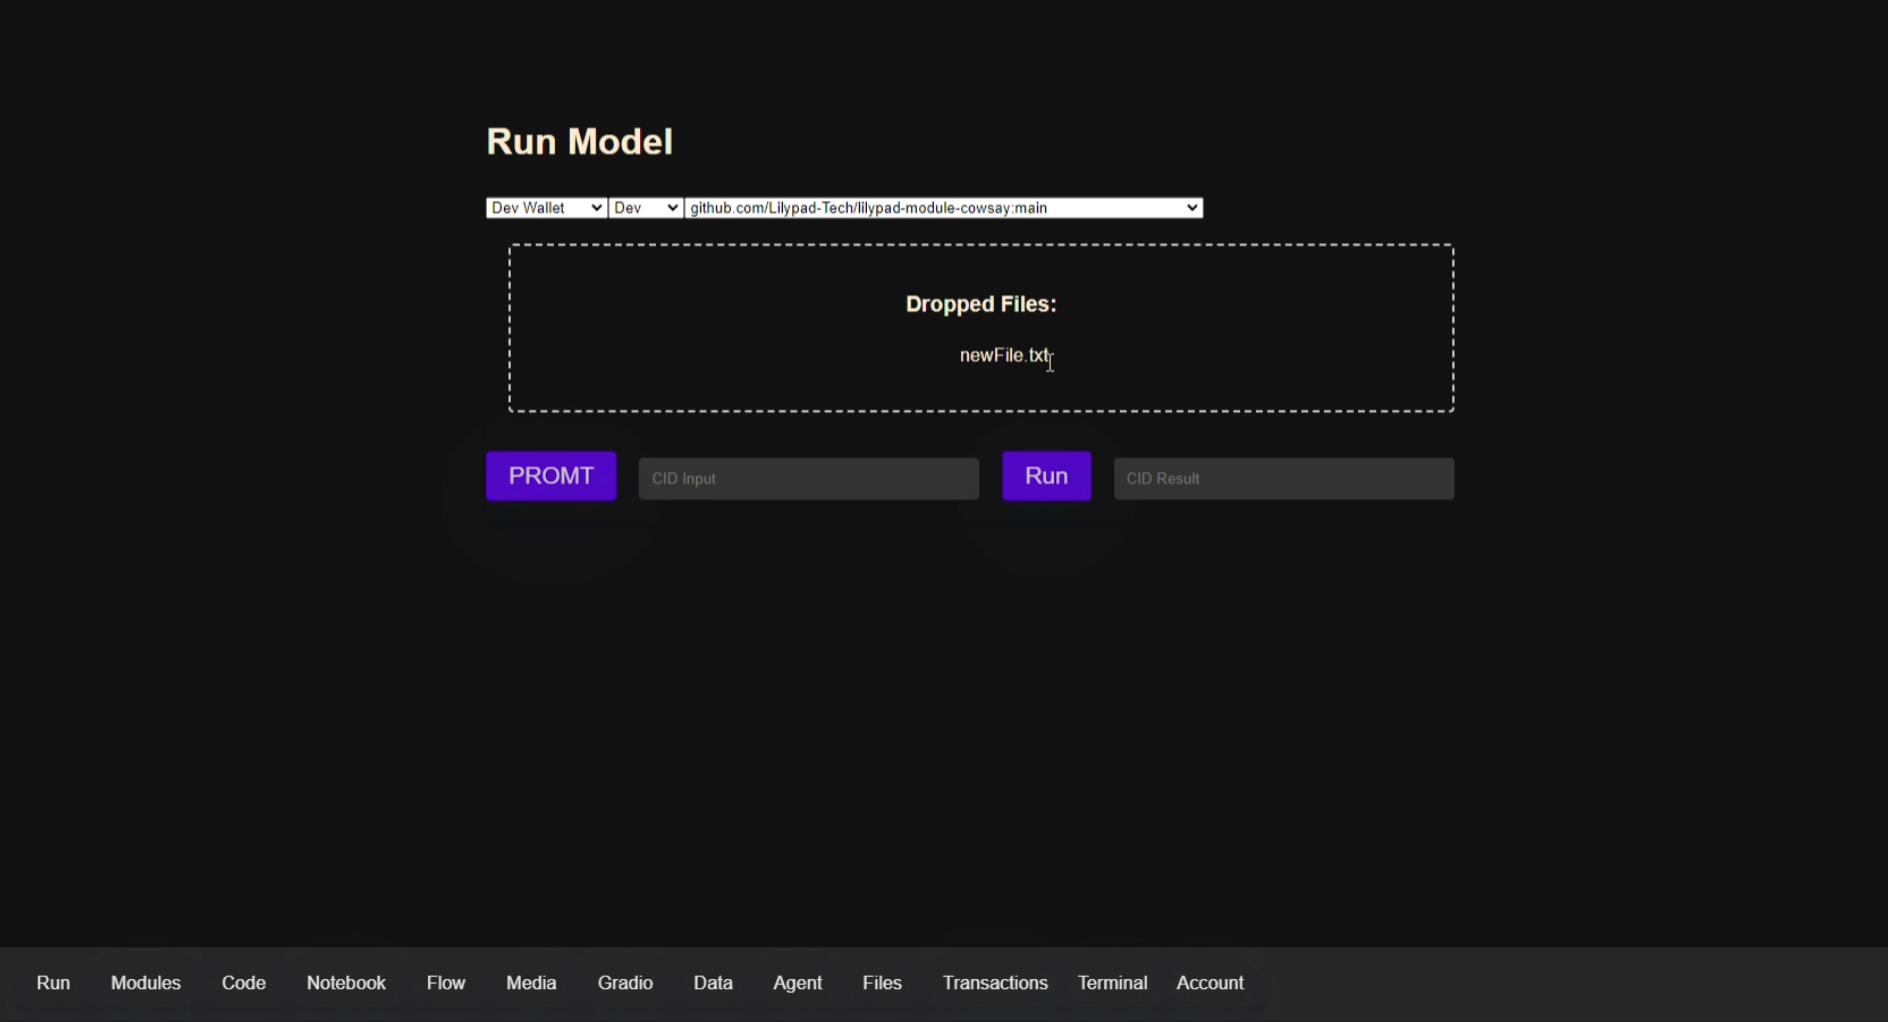 Run Model
Dev Wallet Dev github.com/Lilypad-Tech/lilypad-module-cowsay:main
Dropped Files:
newFile.txt
PROMT CID Input Run CID Result
Run Modules Code Notebook Flow Media Gradio Data Agent Files Transactions Terminal Account